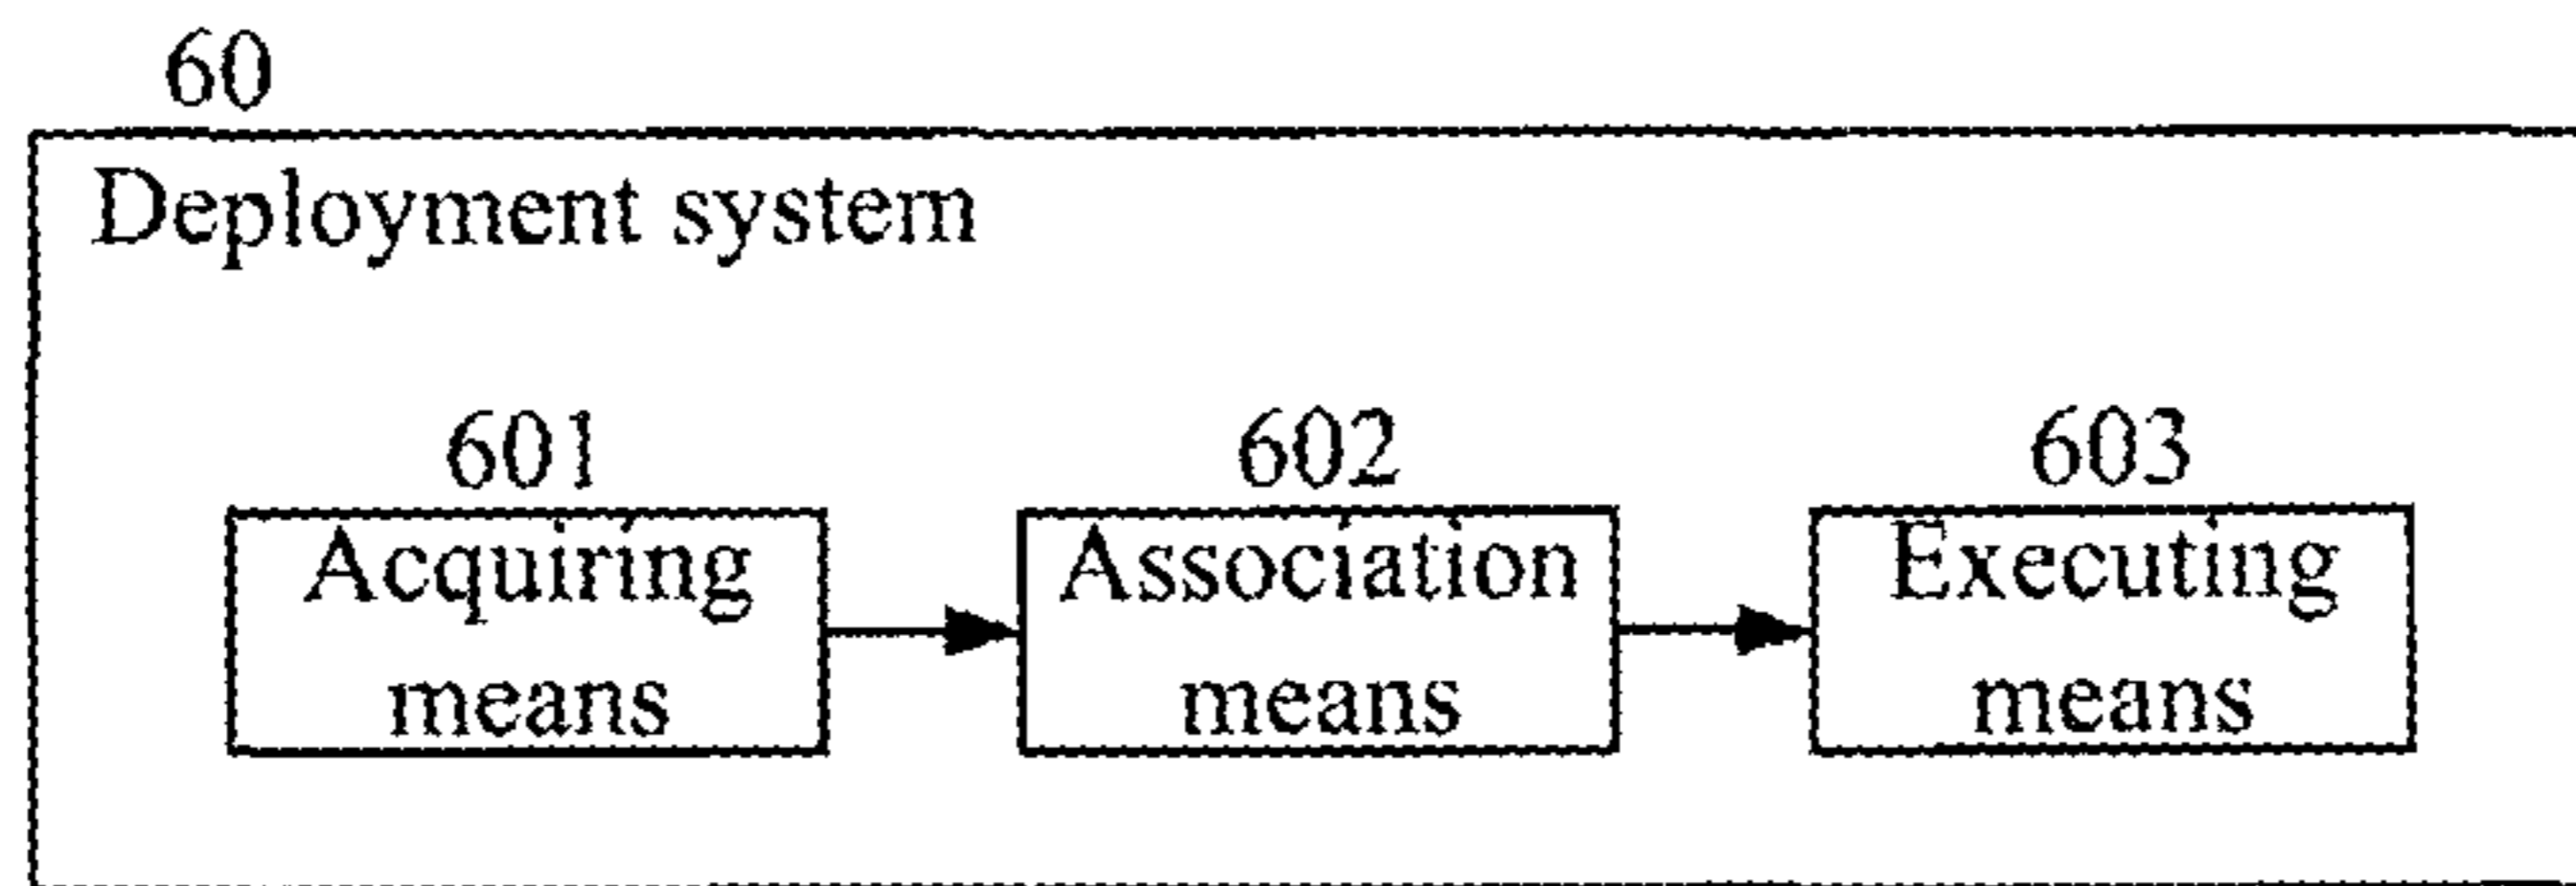 60
Deployment system
601
602
603
Acquiring
means
Association
means
Executing
means